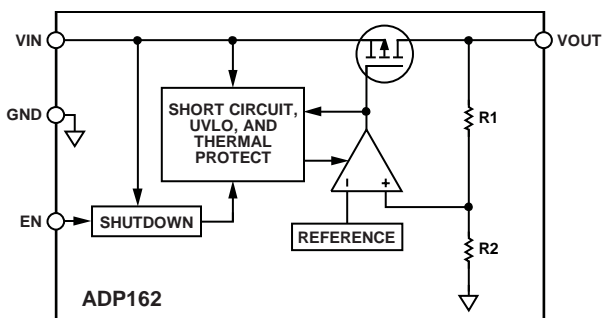 VIN
VOUT
GND
SHORT CIRCUIT,
UVLO, AND
THERMAL
PROTECT
R1
– +
EN
SHUTDOWN
REFERENCE
R2
ADP162